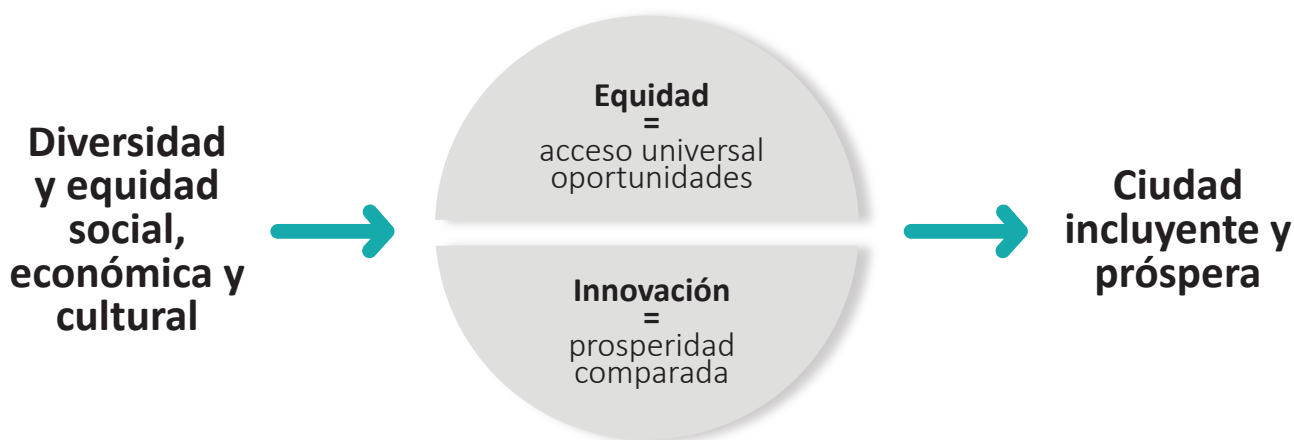 Diversidad
y equidad
social,
económica y
cultural
Equidad
=
acceso universal
oportunidades
Innovación
=
prosperidad
comparada
Ciudad
incluyente y
próspera